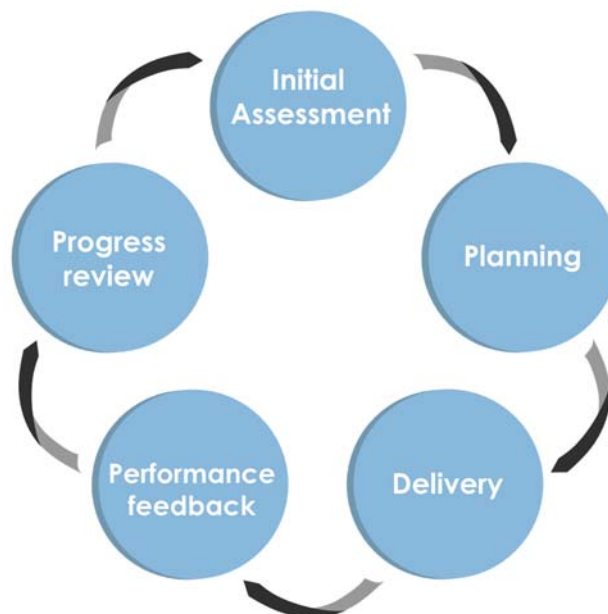 Initial
Assessment
Planning
Delivery
Performance
feedback
Progress
review